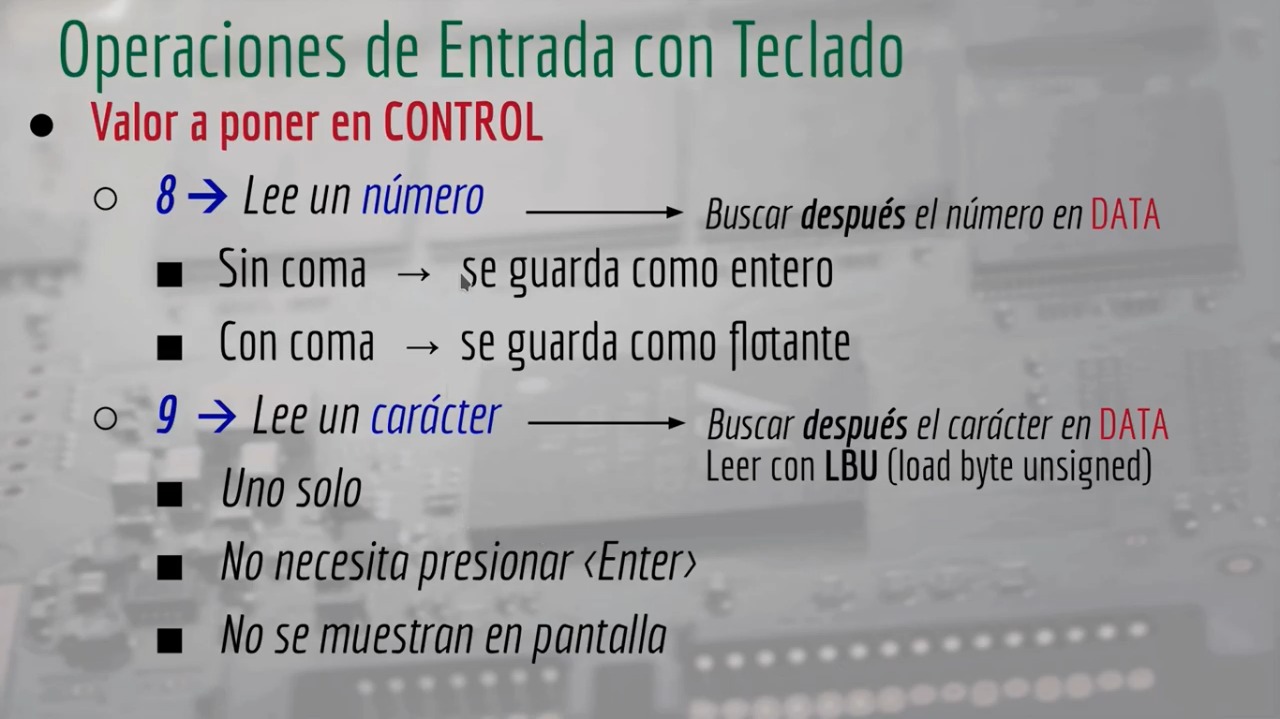 Operaciones de Entrada con Teclado
● Valor a poner en CONTROL
○ 8 → Lee un número → Buscar después el número en DATA
■ Sin coma → se guarda como entero
■ Con coma → se guarda como flotante
○ 9 → Lee un carácter → Buscar después el carácter en DATA
Leer con LBU (load byte unsigned)
■ Uno solo
■ No necesita presionar <Enter>
■ No se muestran en pantalla